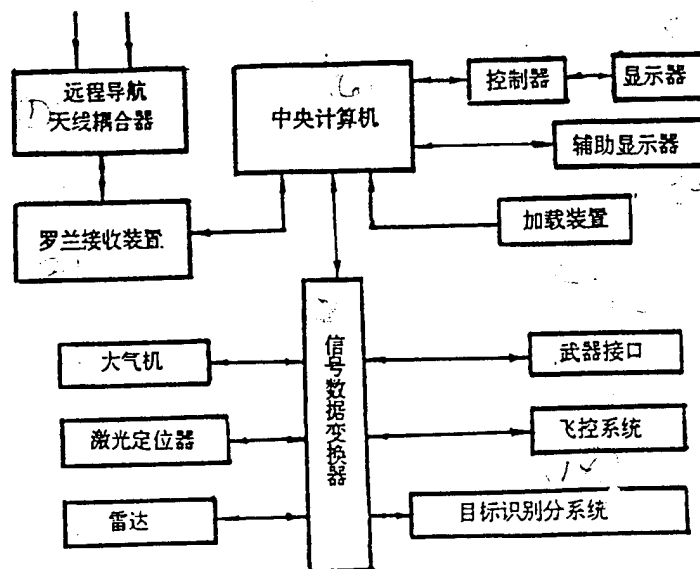 远程导航
天线耦合器
中央计算机
控制器
显示器
辅助显示器
罗兰接收装置
加载装置
信号数据变换器
大气机
武器接口
激光定位器
飞控系统
雷达
目标识别分系统